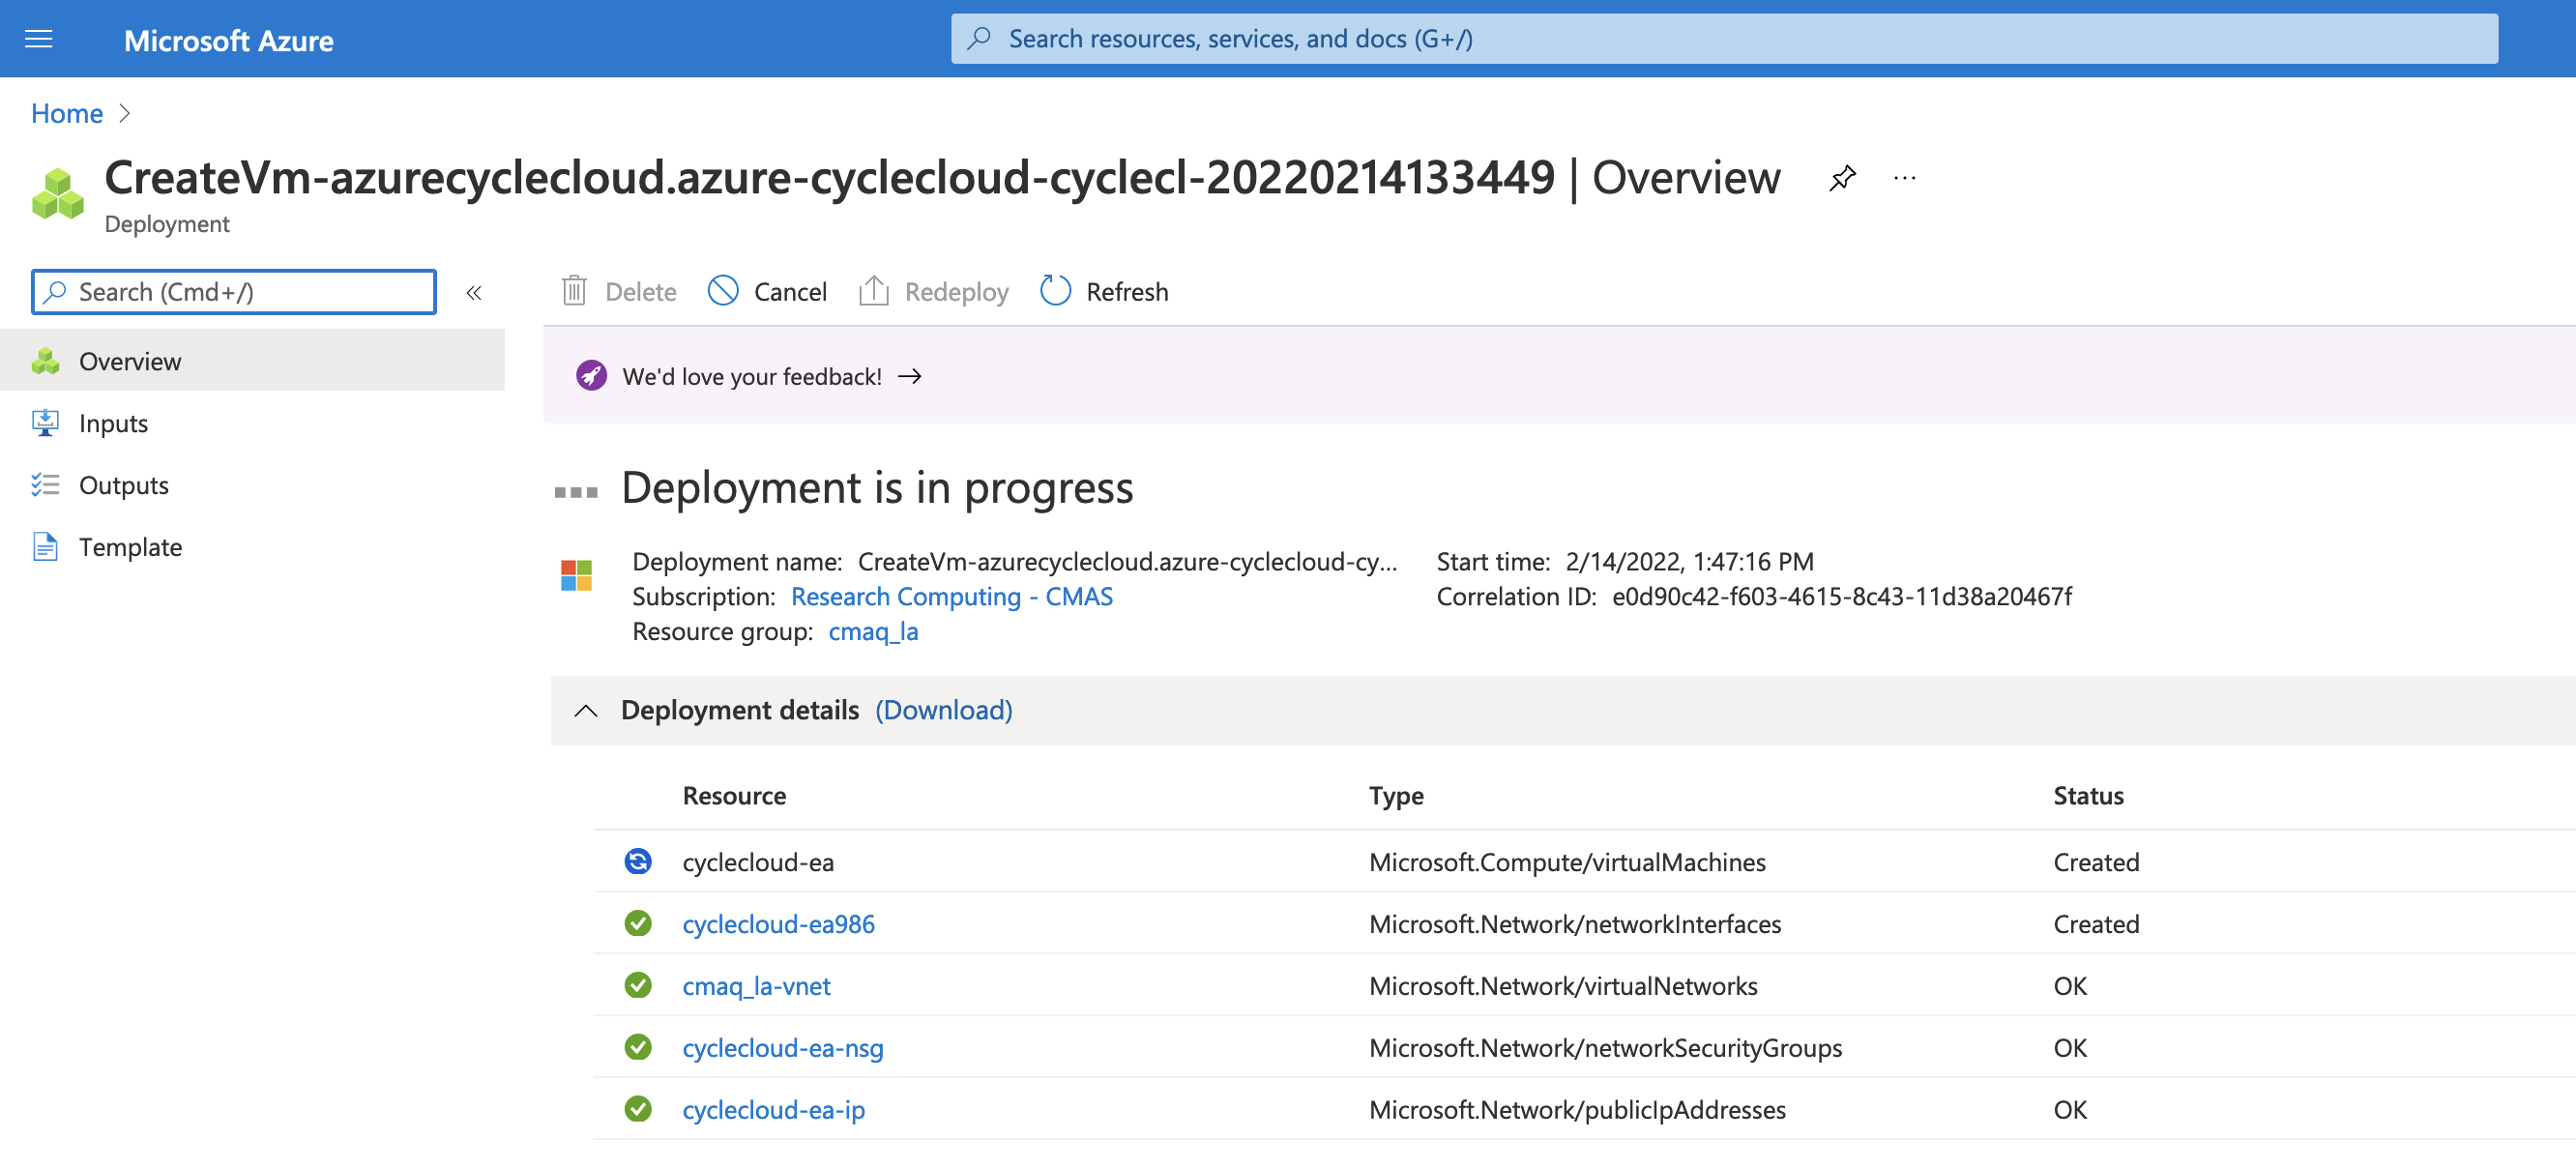 Microsoft Azure
Search resources, services, and docs (G+/)
Home
CreateVm-azurecyclecloud.azure-cyclecloud-cyclecl-20220214133449 | Overview
Deployment
Search (Cmd+/)
Delete Cancel Redeploy Refresh
Overview
Inputs
Outputs
Template
We'd love your feedback! →
Deployment is in progress
Deployment name: CreateVm-azurecyclecloud.azure-cyclecloud-cy... Start time: 2/14/2022, 1:47:16 PM
Subscription: Research Computing - CMAS Correlation ID: e0d90c42-f603-4615-8c43-11d38a20467f
Resource group: cmaq_la
Deployment details (Download)
Resource Type Status
cyclecloud-ea Microsoft.Compute/virtualMachines Created
cyclecloud-ea986 Microsoft.Network/networkInterfaces Created
cmaq_la-vnet Microsoft.Network/virtualNetworks OK
cyclecloud-ea-nsg Microsoft.Network/networkSecurityGroups OK
cyclecloud-ea-ip Microsoft.Network/publicIpAddresses OK